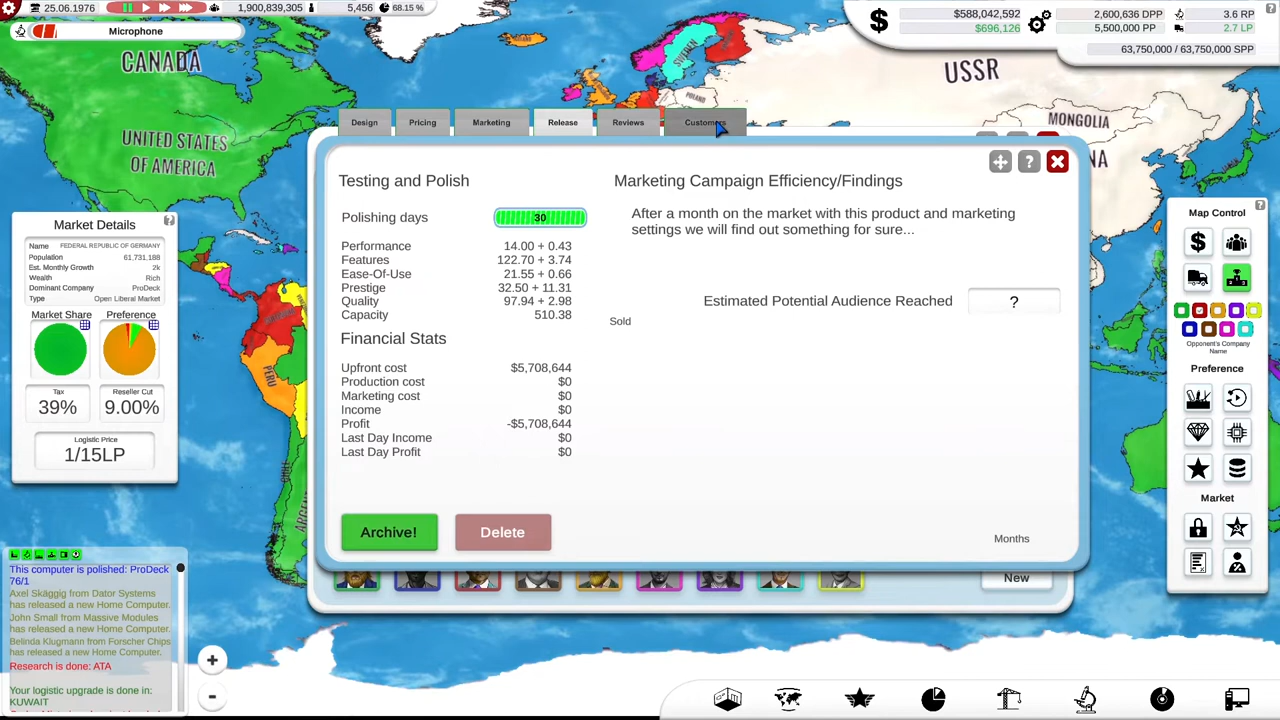 25.06.1976
1,900,839,305
5,456
68.15 %
Microphone
$588,042,592
$696,126
2,600,636 DPP
3.6 RP
5,500,000 PP
2.7 LP
63,750,000 / 63,750,000 SPP
CANADA
UNITED STATES
OF AMERICA
SWEDEN
POLAND
USSR
MONGOLIA
PERU
Design
Pricing
Marketing
Release
Reviews
Customers
Testing and Polish
Polishing days
30
Performance 14.00 + 0.43
Features 122.70 + 3.74
Ease-Of-Use 21.55 + 0.66
Prestige 32.50 + 11.31
Quality 97.94 + 2.98
Capacity 510.38
Financial Stats
Upfront cost $5,708,644
Production cost $0
Marketing cost $0
Income $0
Profit -$5,708,644
Last Day Income $0
Last Day Profit $0
Archive!
Delete
Marketing Campaign Efficiency/Findings
After a month on the market with this product and marketing
settings we will find out something for sure...
Estimated Potential Audience Reached
?
Sold
Months
New
Market Details
Name FEDERAL REPUBLIC OF GERMANY
Population 61,731,188
Est. Monthly Growth 2k
Wealth Rich
Dominant Company ProDeck
Type Open Liberal Market
Market Share
Preference
Tax
39%
Reseller Cut
9.00%
Logistic Price
1/15LP
This computer is polished: ProDeck
76/1
Axel Skäggig from Dator Systems
has released a new Home Computer.
John Small from Massive Modules
has released a new Home Computer.
Belinda Klugmann from Forscher Chips
has released a new Home Computer.
Research is done: ATA
Your logistic upgrade is done in:
KUWAIT
+
-
Map Control
Opponent's Company
Name
Preference
Market